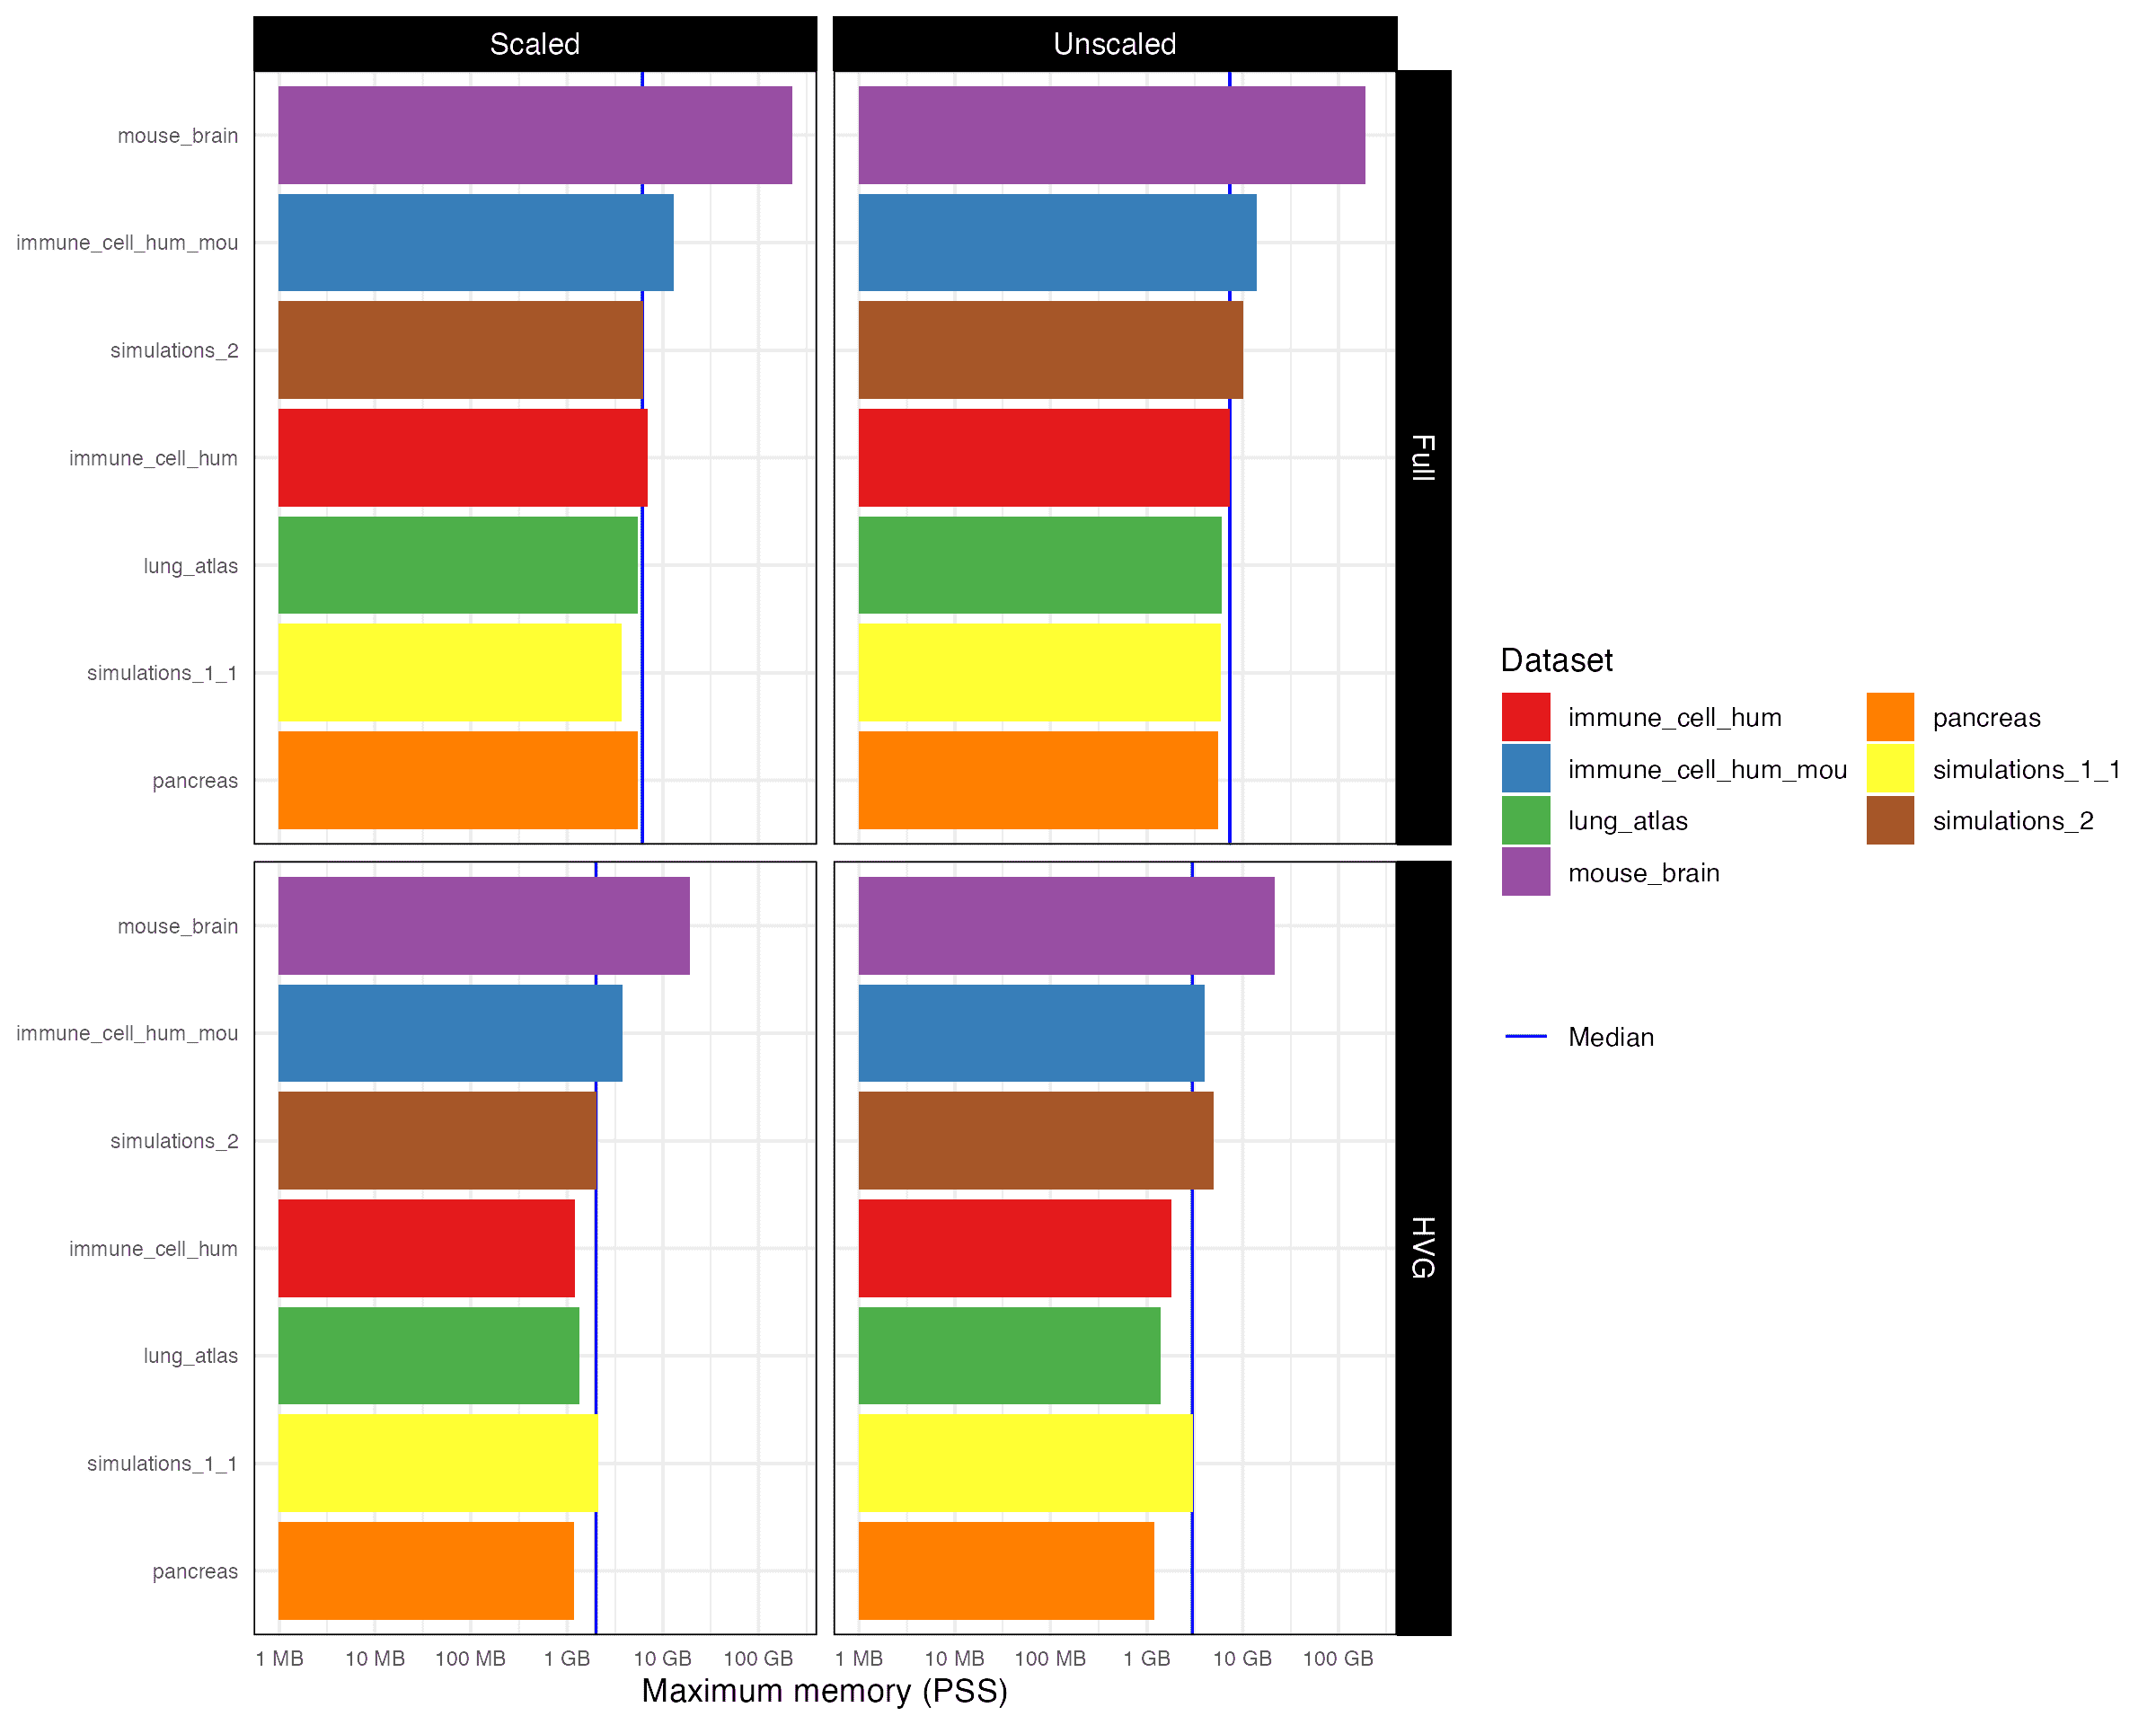 Scaled
Unscaled
mouse_brain
immune_cell_hum_mou
simulations_2
immune_cell_hum
lung_atlas
simulations_1_1
pancreas
Full
mouse_brain
immune_cell_hum_mou
simulations_2
immune_cell_hum
lung_atlas
simulations_1_1
pancreas
HVG
1 MB 10 MB 100 MB 1 GB 10 GB 100 GB
1 MB 10 MB 100 MB 1 GB 10 GB 100 GB
Maximum memory (PSS)
Dataset
immune_cell_hum
immune_cell_hum_mou
lung_atlas
mouse_brain
pancreas
simulations_1_1
simulations_2
Median